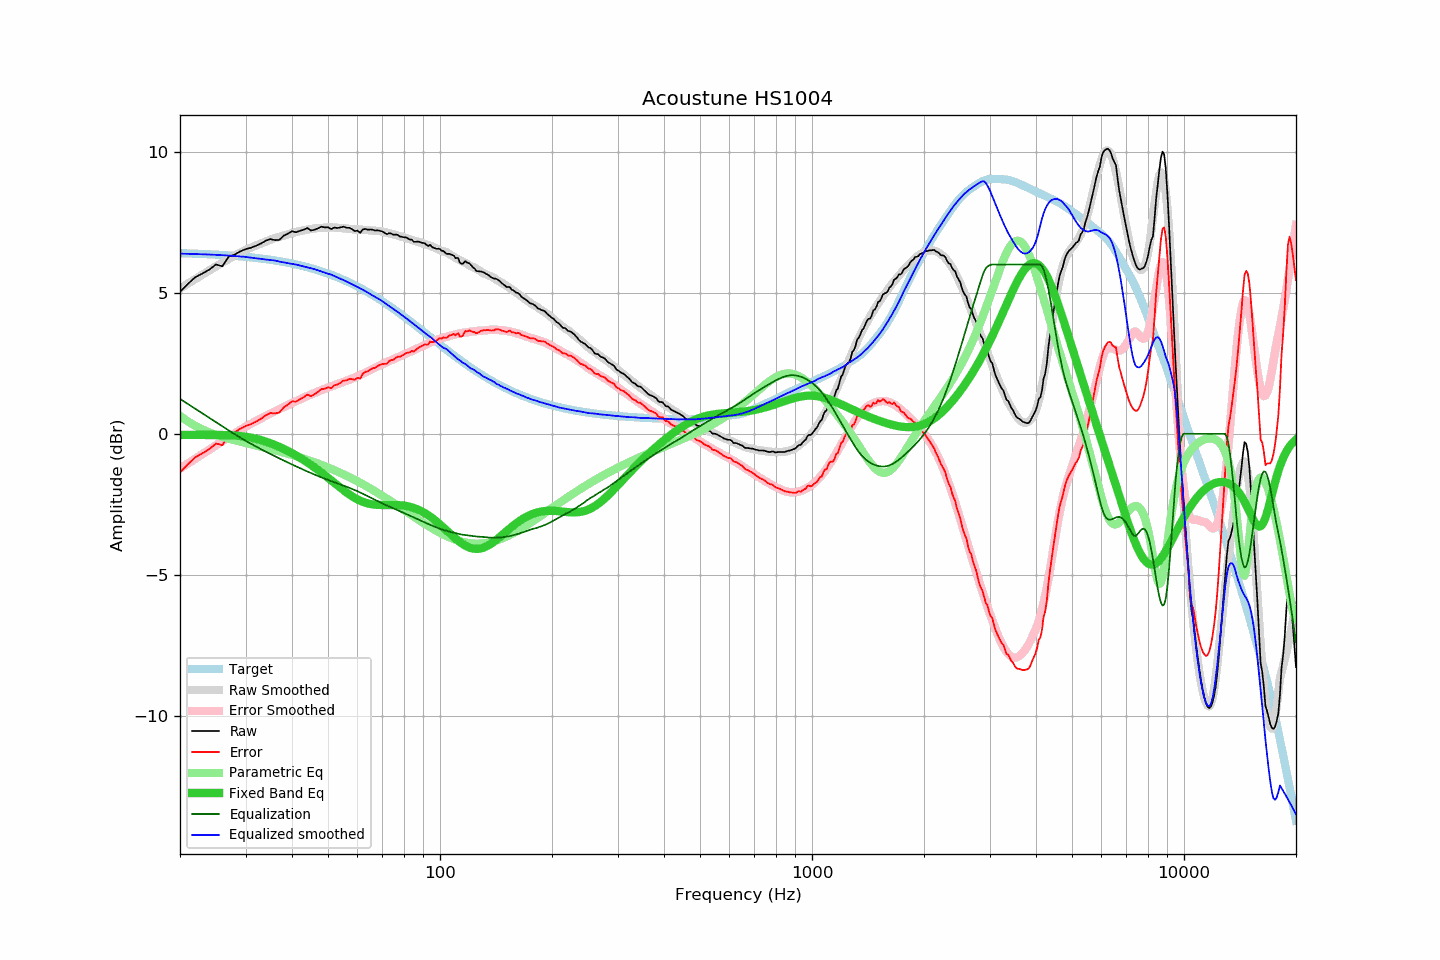 Acoustune HS1004
10
5
0
−5
−10
Amplitude (dBr)
Target
Raw Smoothed
Error Smoothed
Raw
Error
Parametric Eq
Fixed Band Eq
Equalization
Equalized smoothed
100
1000
10000
Frequency (Hz)